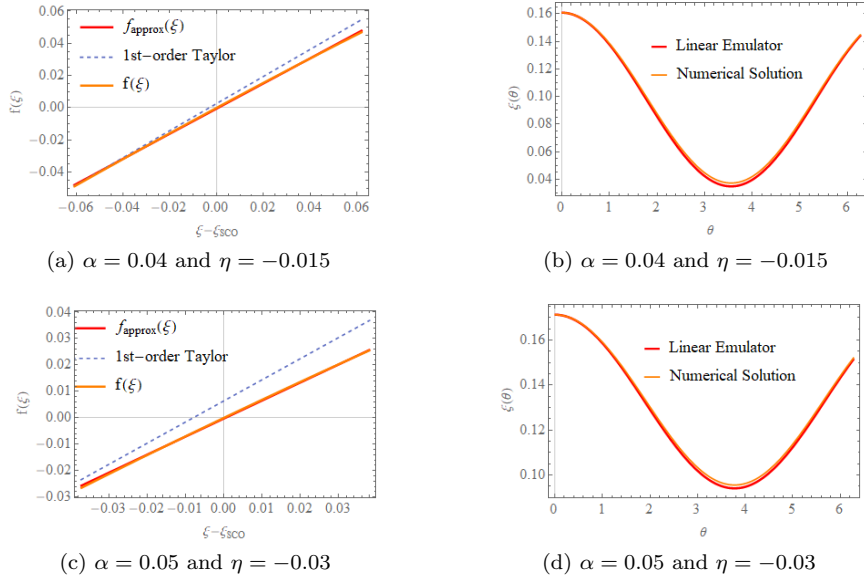 f_approx(ξ)
1st−order Taylor
f(ξ)
f(ξ)
0.04
0.02
0.00
−0.02
−0.04
−0.06
−0.04
−0.02
0.00
0.02
0.04
0.06
ξ−ξ_SCO
(a) α = 0.04 and η = −0.015
Linear Emulator
Numerical Solution
ξ(θ)
0.16
0.14
0.12
0.10
0.08
0.06
0.04
0
1
2
3
4
5
6
θ
(b) α = 0.04 and η = −0.015
f_approx(ξ)
1st−order Taylor
f(ξ)
f(ξ)
0.04
0.03
0.02
0.01
0.00
−0.01
−0.02
−0.03
−0.03
−0.02
−0.01
0.00
0.01
0.02
0.03
ξ−ξ_SCO
(c) α = 0.05 and η = −0.03
Linear Emulator
Numerical Solution
ξ(θ)
0.16
0.14
0.12
0.10
0
1
2
3
4
5
6
θ
(d) α = 0.05 and η = −0.03